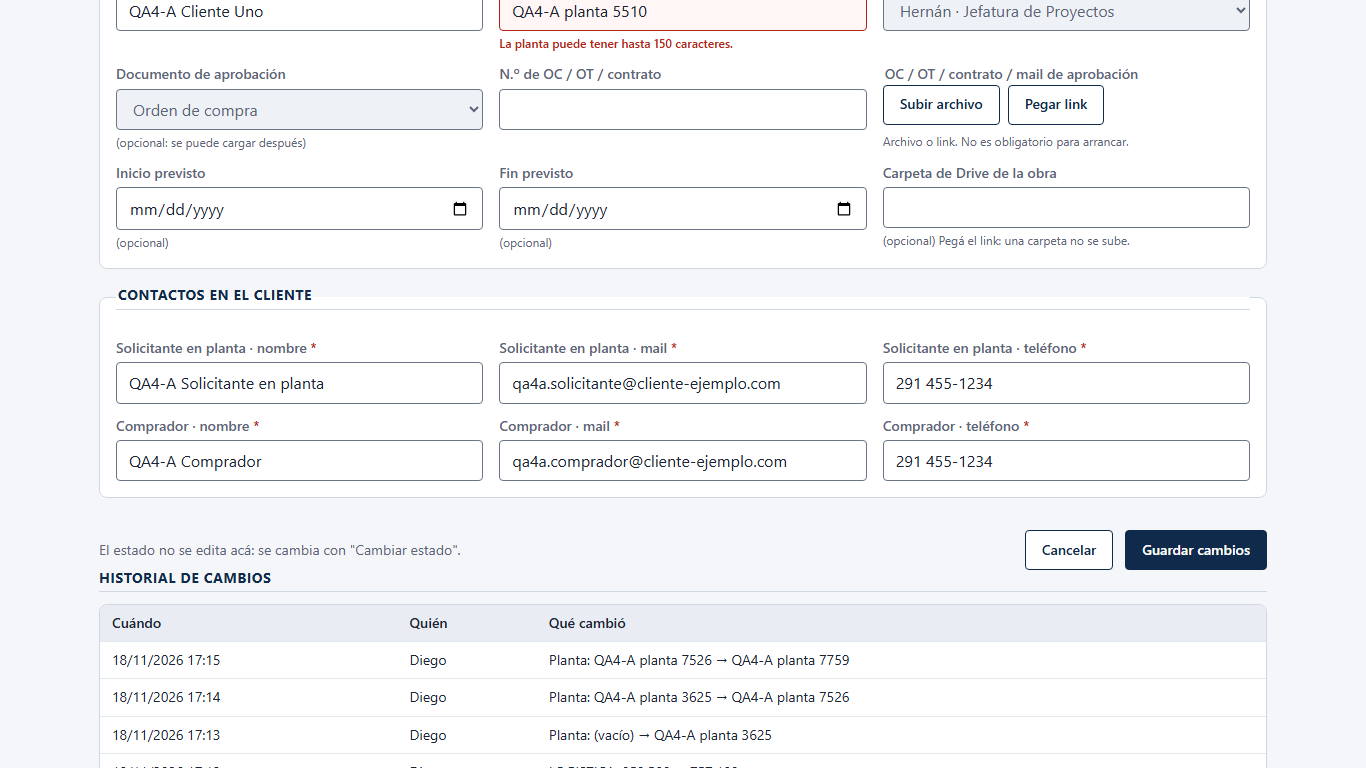 QA4-A Cliente Uno
QA4-A planta 5510
Hernán · Jefatura de Proyectos
La planta puede tener hasta 150 caracteres.
Documento de aprobación
N.º de OC / OT / contrato
OC / OT / contrato / mail de aprobación
Orden de compra
Subir archivo
Pegar link
(opcional: se puede cargar después)
Archivo o link. No es obligatorio para arrancar.
Inicio previsto
Fin previsto
Carpeta de Drive de la obra
mm/dd/yyyy
mm/dd/yyyy
(opcional)
(opcional)
(opcional) Pegá el link: una carpeta no se sube.
CONTACTOS EN EL CLIENTE
Solicitante en planta · nombre *
Solicitante en planta · mail *
Solicitante en planta · teléfono *
QA4-A Solicitante en planta
qa4a.solicitante@cliente-ejemplo.com
291 455-1234
Comprador · nombre *
Comprador · mail *
Comprador · teléfono *
QA4-A Comprador
qa4a.comprador@cliente-ejemplo.com
291 455-1234
El estado no se edita acá: se cambia con "Cambiar estado".
Cancelar
Guardar cambios
HISTORIAL DE CAMBIOS
Cuándo
Quién
Qué cambió
18/11/2026 17:15
Diego
Planta: QA4-A planta 7526 → QA4-A planta 7759
18/11/2026 17:14
Diego
Planta: QA4-A planta 3625 → QA4-A planta 7526
18/11/2026 17:13
Diego
Planta: (vacío) → QA4-A planta 3625